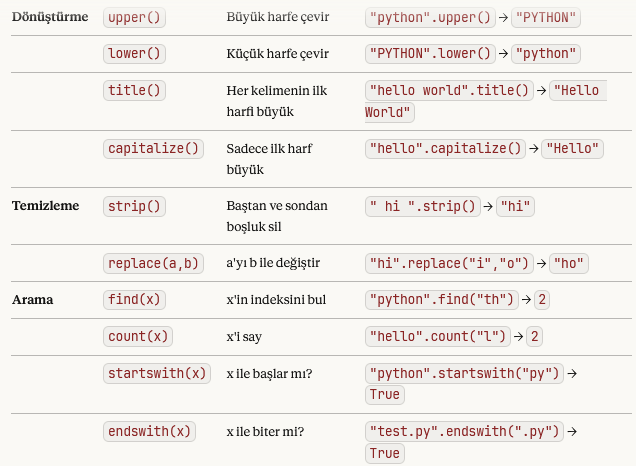 Dönüştürme upper() Büyük harfe çevir "python".upper() → "PYTHON"
lower() Küçük harfe çevir "PYTHON".lower() → "python"
title() Her kelimenin ilk "hello world".title() → "Hello
harfi büyük World"
capitalize() Sadece ilk harf "hello".capitalize() → "Hello"
büyük
Temizleme strip() Baştan ve sondan " hi ".strip() → "hi"
boşluk sil
replace(a,b) a'yı b ile değiştir "hi".replace("i","o") → "ho"
Arama find(x) x'in indeksini bul "python".find("th") → 2
count(x) x'i say "hello".count("l") → 2
startswith(x) x ile başlar mı? "python".startswith("py") →
True
endswith(x) x ile biter mi? "test.py".endswith(".py") →
True